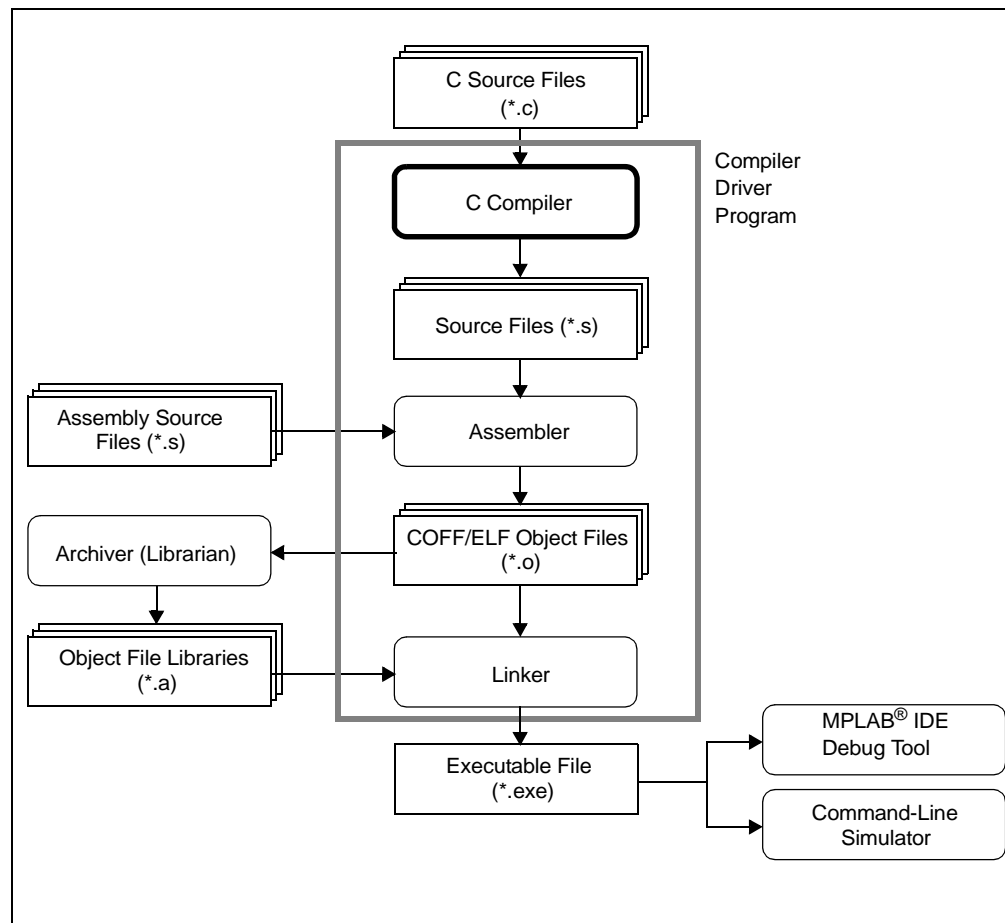 C Source Files
(*.c)
Compiler
Driver
Program
C Compiler
Source Files (*.s)
Assembly Source
Files (*.s)
Assembler
Archiver (Librarian)
COFF/ELF Object Files
(*.o)
Object File Libraries
(*.a)
Linker
MPLAB® IDE
Debug Tool
Executable File
(*.exe)
Command-Line
Simulator